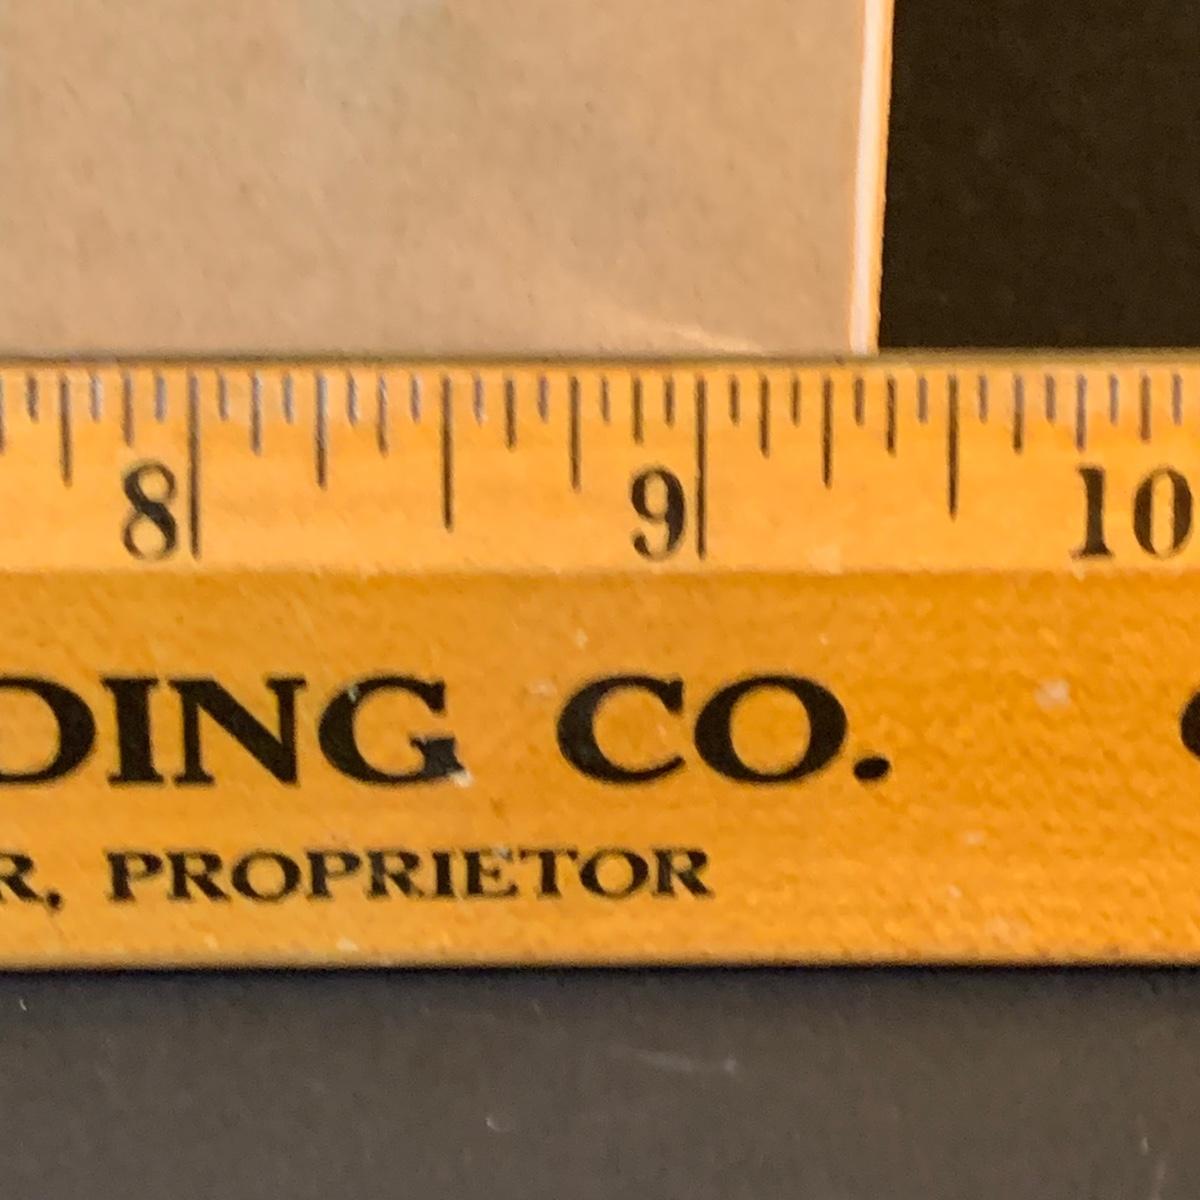 8 9 10
DING CO.
R, PROPRIETOR